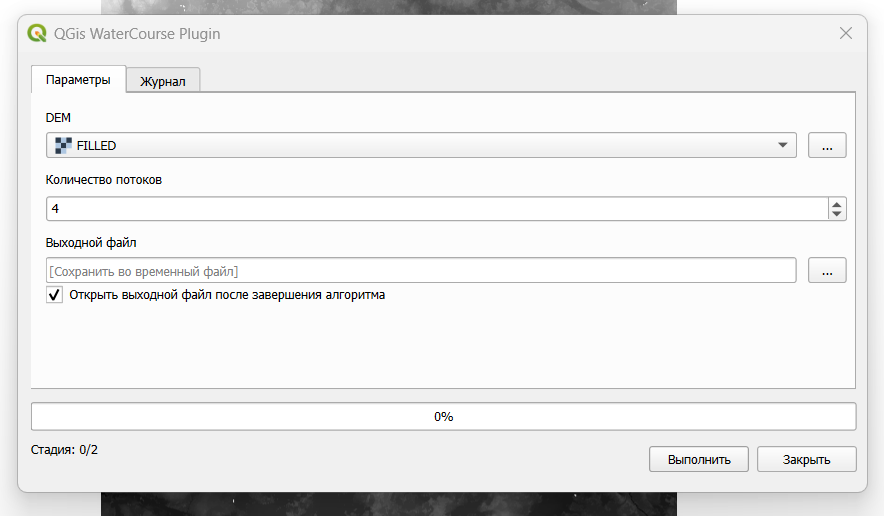 QGis WaterCourse Plugin
Параметры
Журнал
DEM
FILLED
...
Количество потоков
4
Выходной файл
[Сохранить во временный файл]
...
Открыть выходной файл после завершения алгоритма
0%
Стадия: 0/2
Выполнить
Закрыть